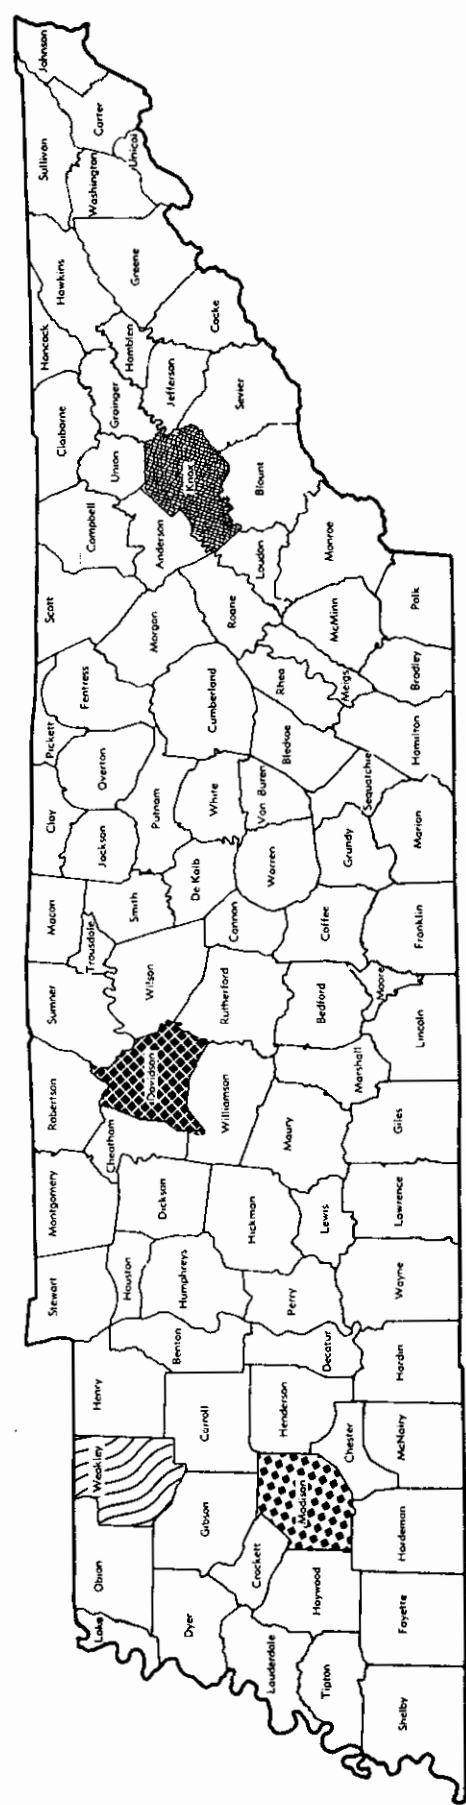 Johnson
Carter
Sullivan
Unicoi
Washington
Greene
Hawkins
Hancock
Hamblen
Cocke
Grainger
Jefferson
Claiborne
Sevier
Union
Knox
Campbell
Anderson
Blount
Loudon
Monroe
Scott
Morgan
Roane
McMinn
Polk
Fentress
Cumberland
Rhea
Meigs
Bradley
Pickett
Overton
Bledsoe
Hamilton
Clay
Putnam
White
Van Buren
Sequatchie
Jackson
Warren
Grundy
Marion
De Kalb
Macon
Smith
Trousdale
Cannon
Coffee
Franklin
Sumner
Wilson
Rutherford
Bedford
Moore
Lincoln
Robertson
Davidson
Williamson
Marshall
Cheatham
Maury
Giles
Montgomery
Dickson
Hickman
Lewis
Lawrence
Stewart
Houston
Humphreys
Perry
Wayne
Benton
Decatur
Hardin
Henry
Carroll
Henderson
Chester
McNairy
Weakley
Gibson
Madison
Hardeman
Obion
Crockett
Haywood
Fayette
Lake
Dyer
Lauderdale
Tipton
Shelby